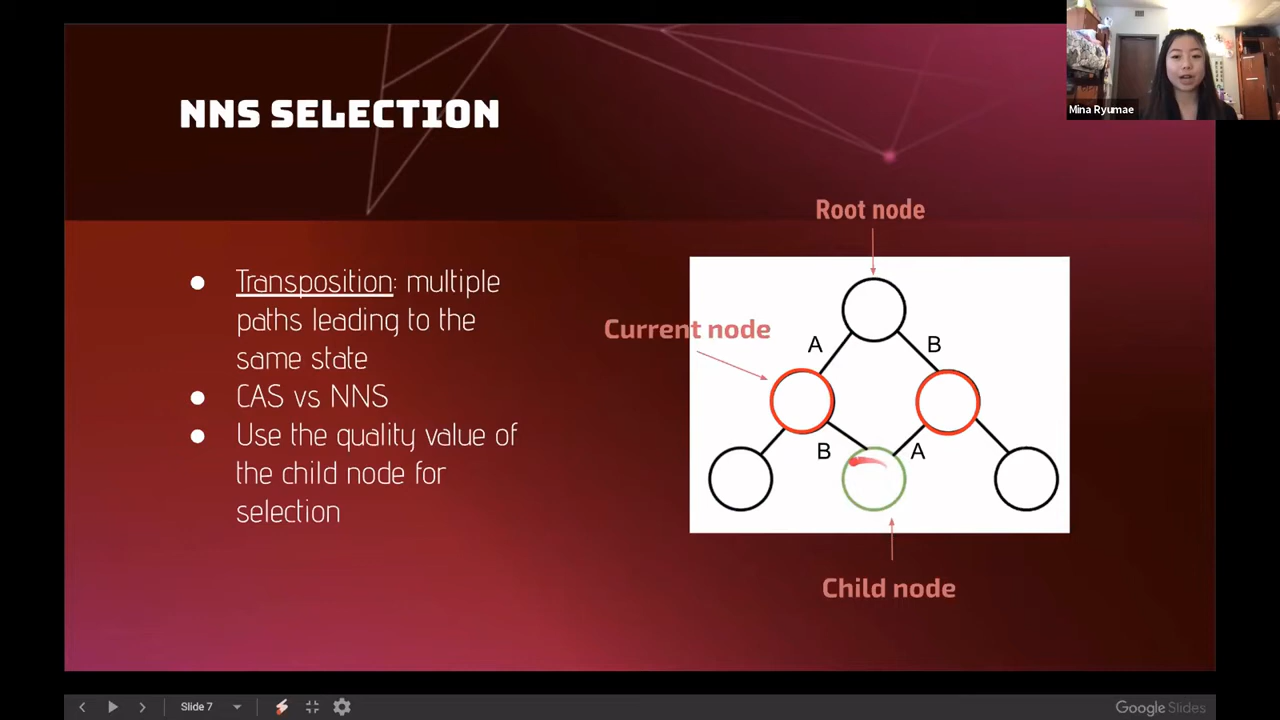 NNS SELECTION
Mina Ryumae
● Transposition: multiple
paths leading to the
same state
● CAS vs NNS
● Use the quality value of
the child node for
selection
Root node
Current node
A
B
B
A
Child node
Slide 7
Google Slides